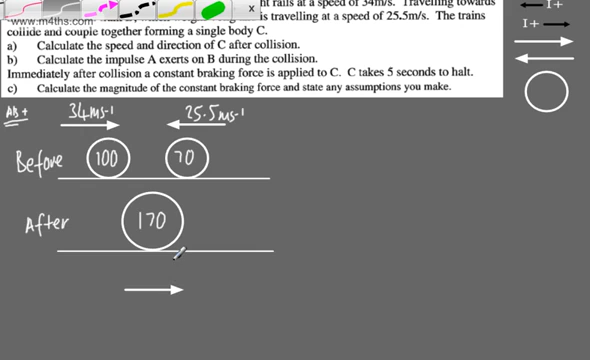 ht rails at a speed of 34m/s. Travelling towards
www.m4ths.com is travelling at a speed of 25.5m/s. The trains
collide and couple together forming a single body C.
a) Calculate the speed and direction of C after collision.
b) Calculate the impulse A exerts on B during the collision.
Immediately after collision a constant braking force is applied to C. C takes 5 seconds to halt.
c) Calculate the magnitude of the constant braking force and state any assumptions you make.
x
I+
I+
AB + 34ms-1 25.5ms-1
Before 100 70
After 170